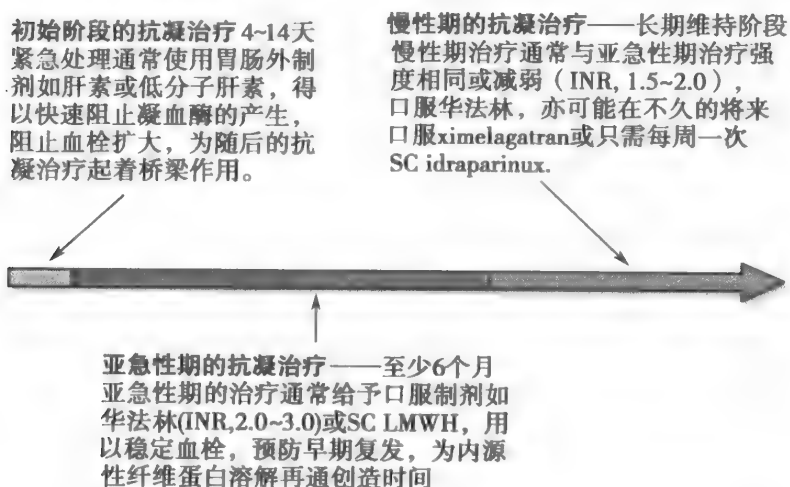 初始阶段的抗凝治疗 4~14天
紧急处理通常使用胃肠外制
剂如肝素或低分子肝素，得
以快速阻止凝血酶的产生，
阻止血栓扩大，为随后的抗
凝治疗起着桥梁作用。
慢性期的抗凝治疗——长期维持阶段
慢性期治疗通常与亚急性期治疗强
度相同或减弱（INR, 1.5~2.0），
口服华法林，亦可能在不久的将来
口服ximelagatran或只需每周一次
SC idraparinux.
亚急性期的抗凝治疗——至少6个月
亚急性期的治疗通常给予口服制剂如
华法林(INR,2.0~3.0)或SC LMWH，用
以稳定血栓，预防早期复发，为内源
性纤维蛋白溶解再通创造时间